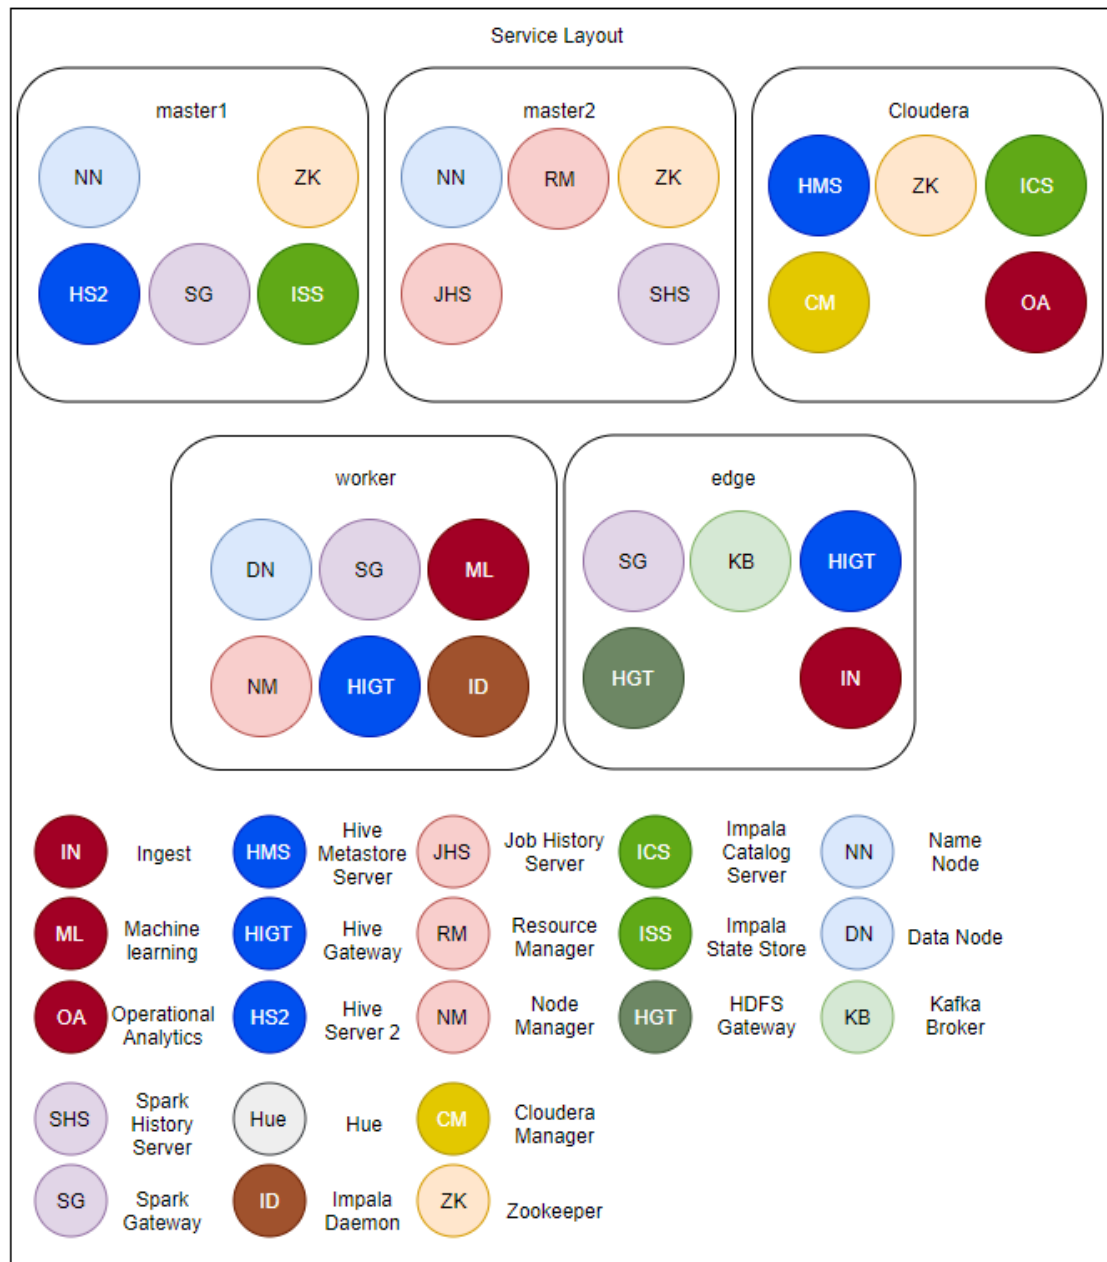 Service Layout
master1
master2
Cloudera
NN
ZK
NN
RM
ZK
HMS
ZK
ICS
HS2
SG
ISS
JHS
SHS
CM
OA
worker
edge
DN
SG
ML
SG
KB
HIGT
NM
HIGT
ID
HGT
IN
IN
Ingest
HMS
Hive
Metastore
Server
JHS
Job History
Server
ICS
Impala
Catalog
Server
NN
Name
Node
ML
Machine
learning
HIGT
Hive
Gateway
RM
Resource
Manager
ISS
Impala
State Store
DN
Data Node
OA
Operational
Analytics
HS2
Hive
Server 2
NM
Node
Manager
HGT
HDFS
Gateway
KB
Kafka
Broker
SHS
Spark
History
Server
Hue
Hue
CM
Cloudera
Manager
SG
Spark
Gateway
ID
Impala
Daemon
ZK
Zookeeper